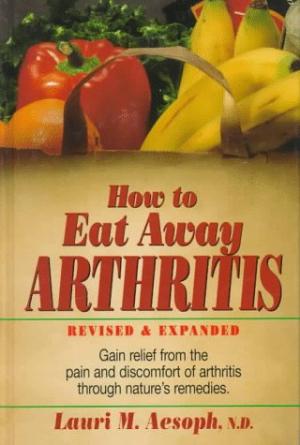 How to
Eat Away
ARTHRITIS
REVISED & EXPANDED
Gain relief from the
pain and discomfort of arthritis
through nature's remedies.
Lauri M. Aesoph, N.D.